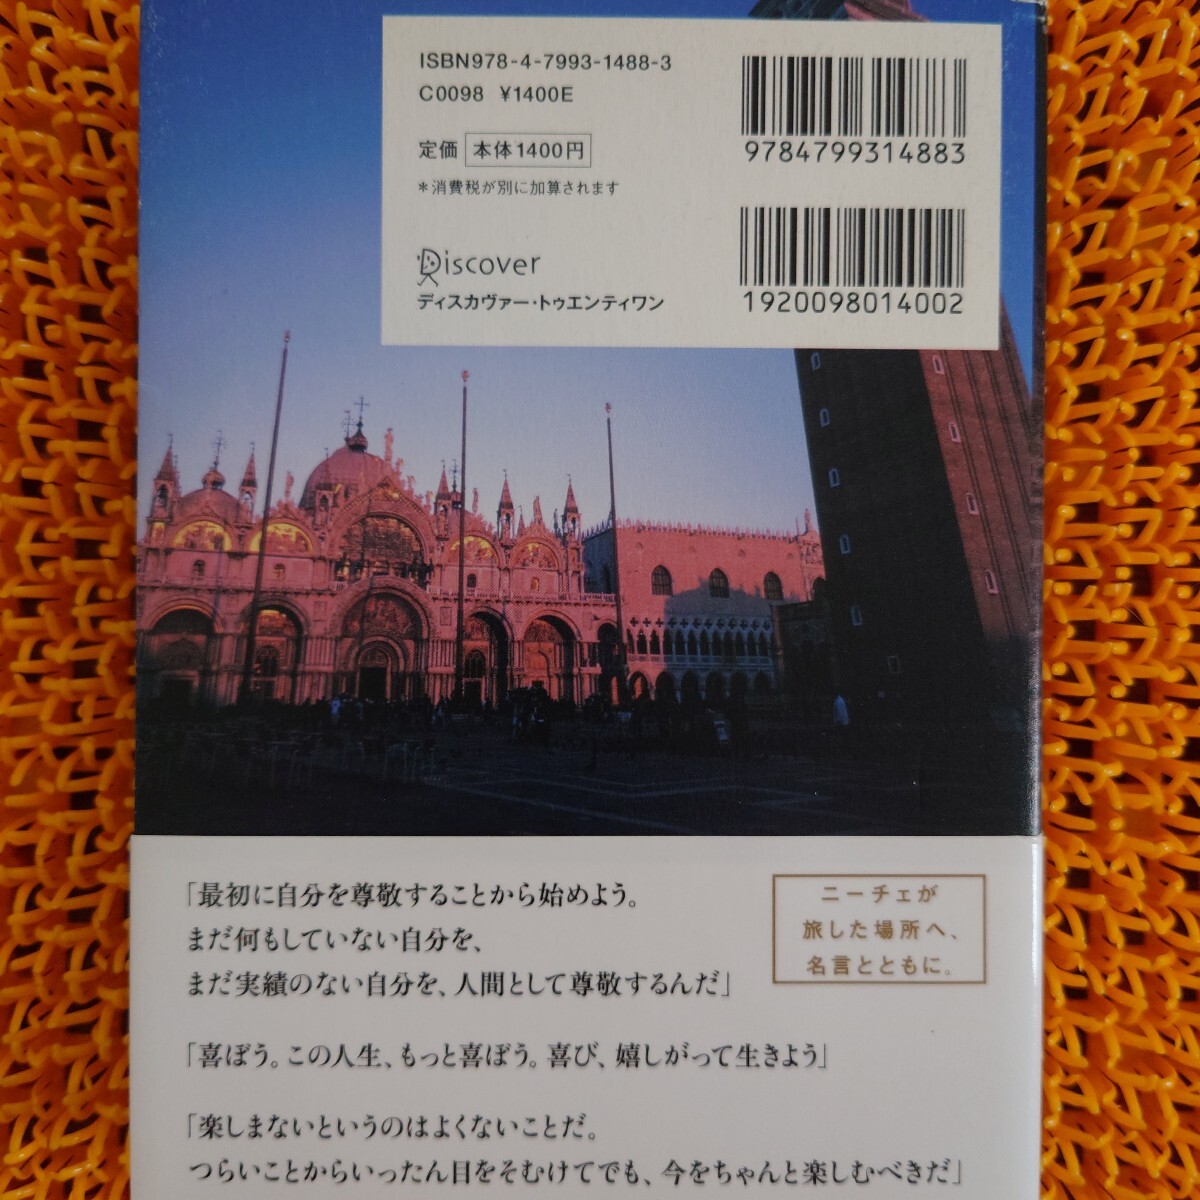 ISBN978-4-7993-1488-3
C0098 ¥1400E
定価 本体1400円
*消費税が別に加算されます
Discover
ディスカヴァー・トゥエンティワン
9784799314883
1920098014002
「最初に自分を尊敬することから始めよう。
まだ何もしていない自分を、
まだ実績のない自分を、人間として尊敬するんだ」
ニーチェが
旅した場所へ、
名言とともに。
「喜ぼう。この人生、もっと喜ぼう。喜び、嬉しがって生きよう」
「楽しまないというのはよくないことだ。
つらいことからいったん目をそむけてでも、今をちゃんと楽しむべきだ」